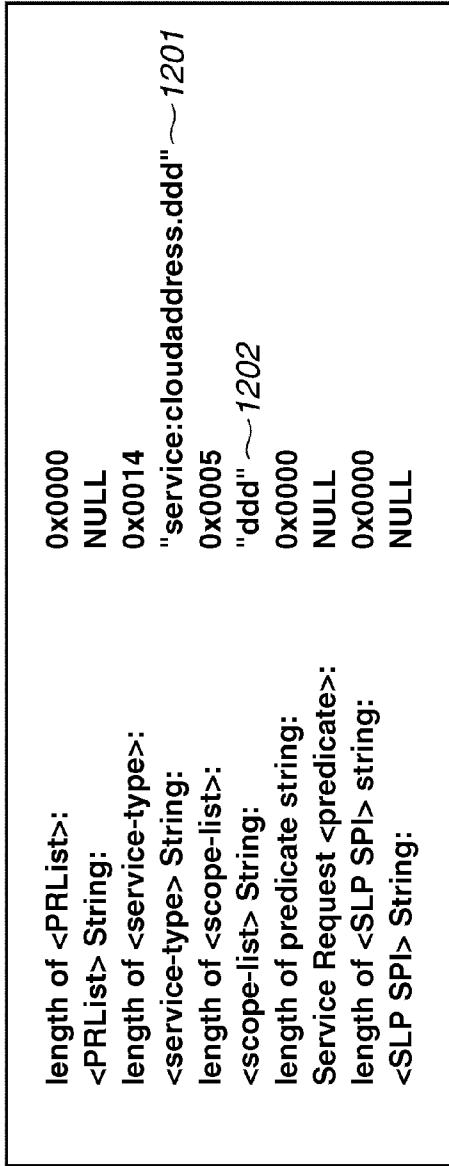 length of <PRList>: 0x0000
<PRList> String: NULL
length of <service-type>: 0x0014
<service-type> String: "service:cloudaddress.ddd" ~1201
length of <scope-list>: 0x0005
<scope-list> String: "ddd" ~1202
length of predicate string: 0x0000
Service Request <predicate>: NULL
length of <SLP SPI> string: 0x0000
<SLP SPI> String: NULL